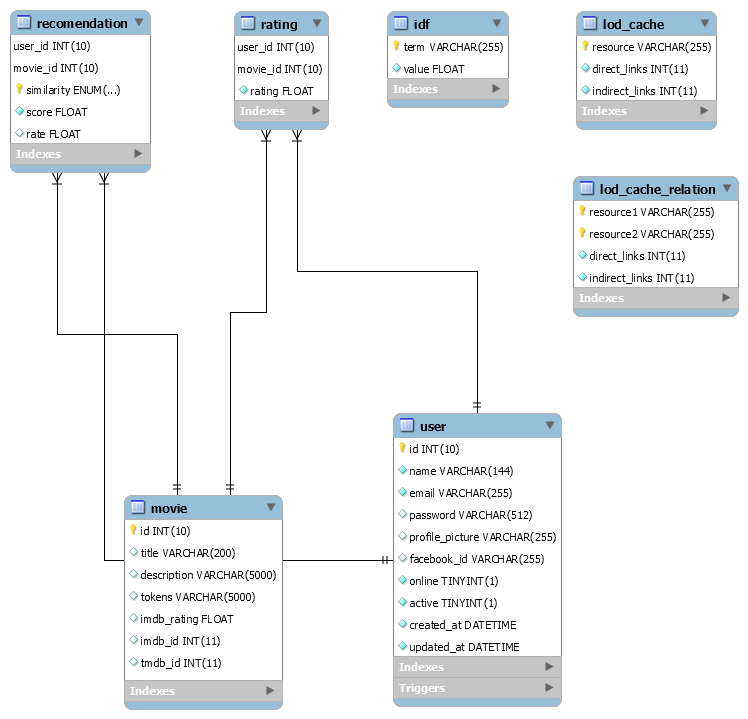 recomendation
user_id INT(10)
movie_id INT(10)
similarity ENUM(...)
score FLOAT
rate FLOAT
Indexes
rating
user_id INT(10)
movie_id INT(10)
rating FLOAT
Indexes
idf
term VARCHAR(255)
value FLOAT
Indexes
lod_cache
resource VARCHAR(255)
direct_links INT(11)
indirect_links INT(11)
Indexes
lod_cache_relation
resource1 VARCHAR(255)
resource2 VARCHAR(255)
direct_links INT(11)
indirect_links INT(11)
Indexes
movie
id INT(10)
title VARCHAR(200)
description VARCHAR(5000)
tokens VARCHAR(5000)
imdb_rating FLOAT
imdb_id INT(11)
tmdb_id INT(11)
Indexes
user
id INT(10)
name VARCHAR(144)
email VARCHAR(255)
password VARCHAR(512)
profile_picture VARCHAR(255)
facebook_id VARCHAR(255)
online TINYINT(1)
active TINYINT(1)
created_at DATETIME
updated_at DATETIME
Indexes
Triggers